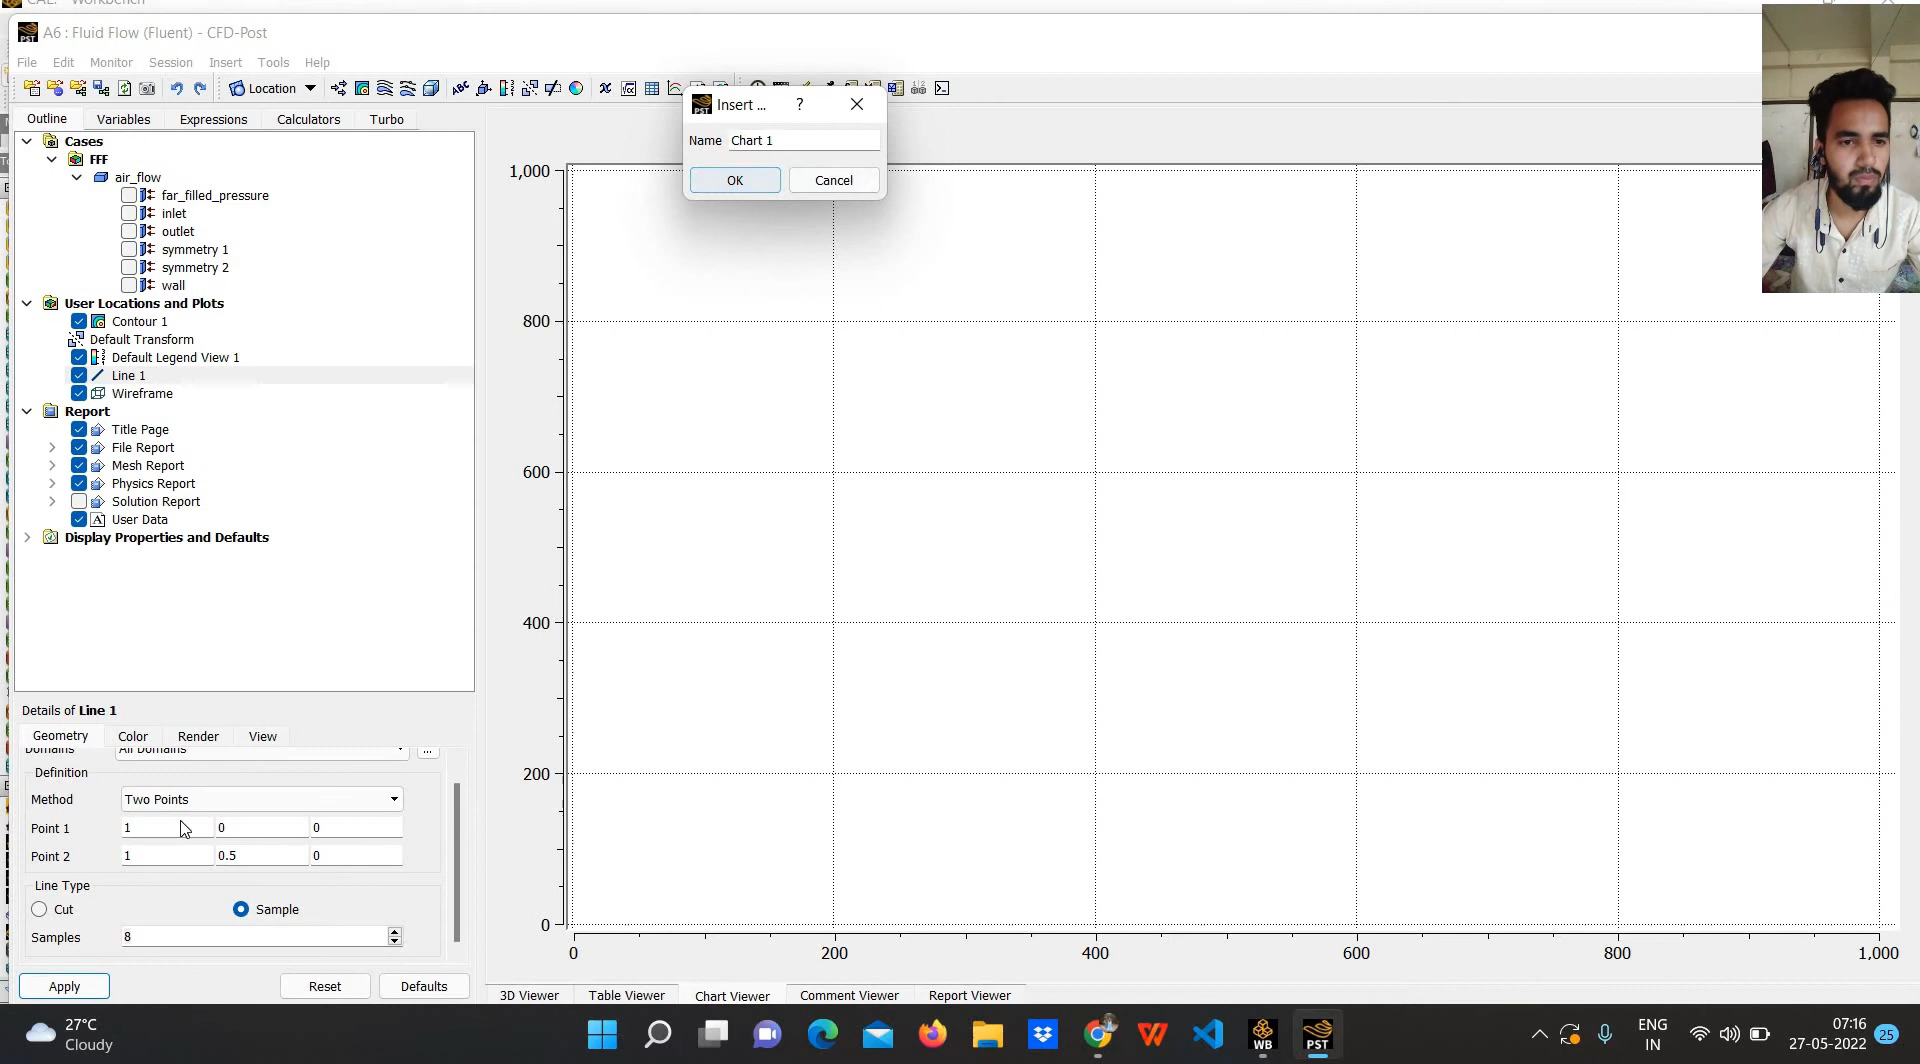 CAE: - Workbench
A6 : Fluid Flow (Fluent) - CFD-Post
File Edit Monitor Session Insert Tools Help
Location
Outline Variables Expressions Calculators Turbo
Cases
FFF
air_flow
far_filled_pressure
inlet
outlet
symmetry 1
symmetry 2
wall
User Locations and Plots
Contour 1
Default Transform
Default Legend View 1
Line 1
Wireframe
Report
Title Page
File Report
Mesh Report
Physics Report
Solution Report
User Data
Display Properties and Defaults
Details of Line 1
Geometry Color Render View
Domains All Domains ...
Definition
Method Two Points
Point 1 1 0 0
Point 2 1 0.5 0
Line Type
Cut Sample
Samples 8
Apply Reset Defaults
Insert ... ?
Name Chart 1
OK Cancel
1,000
800
600
400
200
0
0 200 400 600 800 1,000
3D Viewer Table Viewer Chart Viewer Comment Viewer Report Viewer
27°C
Cloudy
WB PST
ENG
IN
07:16
27-05-2022
25